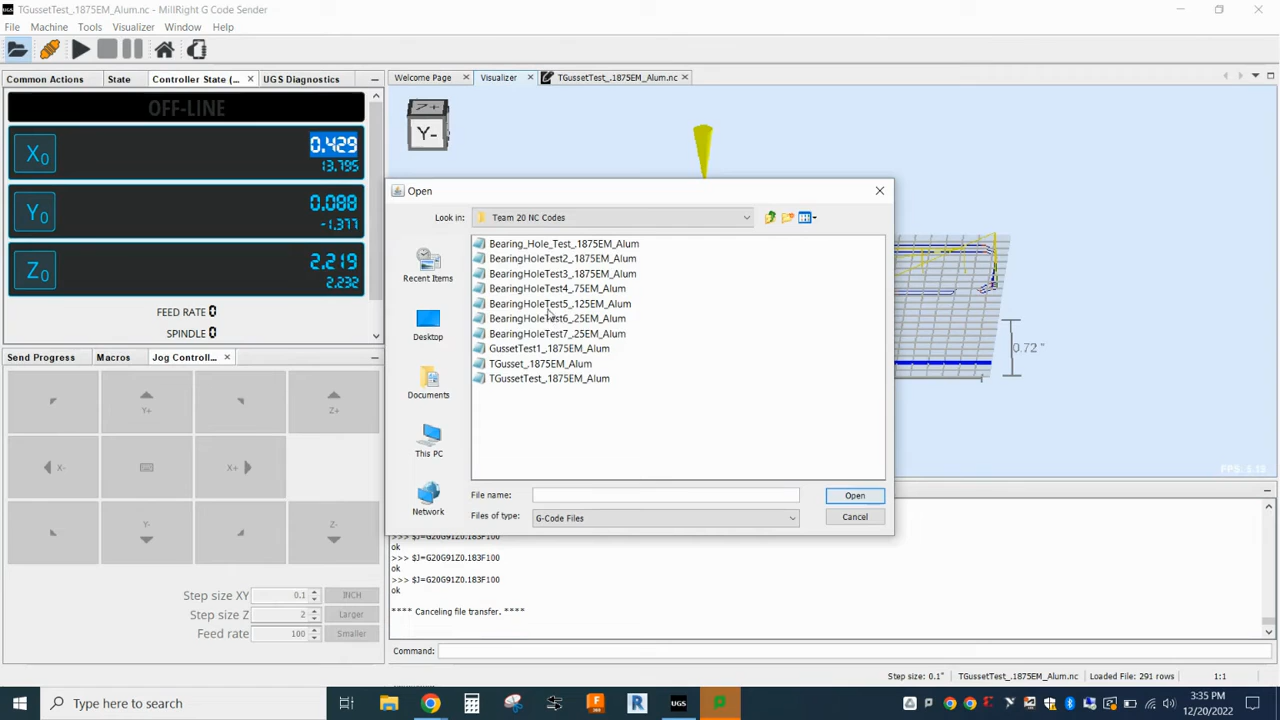 UGS TGussetTest_.1875EM_Alum.nc - MillRight G Code Sender
File Machine Tools Visualizer Window Help
Common Actions State Controller State (... UGS Diagnostics
Welcome Page Visualizer TGussetTest_.1875EM_Alum.nc
OFF-LINE
X0 0.429
13.795
Y0 0.088
-1.377
Z0 2.219
2.232
FEED RATE 0
SPINDLE 0
Z+
Y-
Open
Look in: Team 20 NC Codes
Recent Items
Desktop
Documents
This PC
Network
Bearing_Hole_Test_.1875EM_Alum
BearingHoleTest2_.1875EM_Alum
BearingHoleTest3_.1875EM_Alum
BearingHoleTest4_.75EM_Alum
BearingHoleTest5_.125EM_Alum
BearingHoleTest6_.25EM_Alum
BearingHoleTest7_.25EM_Alum
GussetTest1_.1875EM_Alum
TGusset_.1875EM_Alum
TGussetTest_.1875EM_Alum
File name: Open
Files of type: G-Code Files Cancel
0.72 "
FPS: 5.15
Send Progress Macros Jog Controll...
Y+ Z+
X- X+
Y- Z-
Step size XY 0.1 INCH
Step size Z 2 Larger
Feed rate 100 Smaller
>>> $J=G20G91Z0.183F100
ok
>>> $J=G20G91Z0.183F100
ok
>>> $J=G20G91Z0.183F100
ok
**** Canceling file transfer. ****
Command:
Step size: 0.1" TGussetTest_.1875EM_Alum.nc Loaded File: 291 rows 1:1
Type here to search
UGS
3:35 PM
12/20/2022